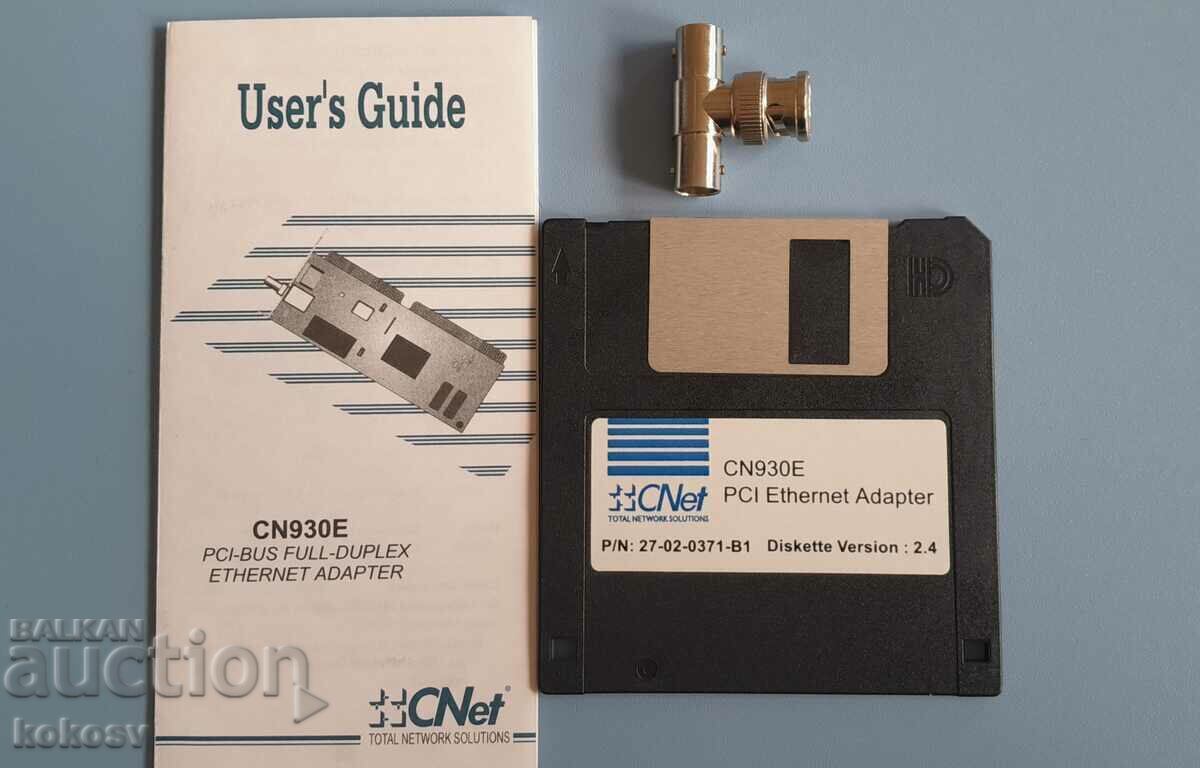 User's Guide
CN930E
PCI-BUS FULL-DUPLEX
ETHERNET ADAPTER
CNet®
TOTAL NETWORK SOLUTIONS
HD
CN930E
PCI Ethernet Adapter
CNet
TOTAL NETWORK SOLUTIONS
P/N: 27-02-0371-B1 Diskette Version : 2.4
BALKAN
auction
kokosv